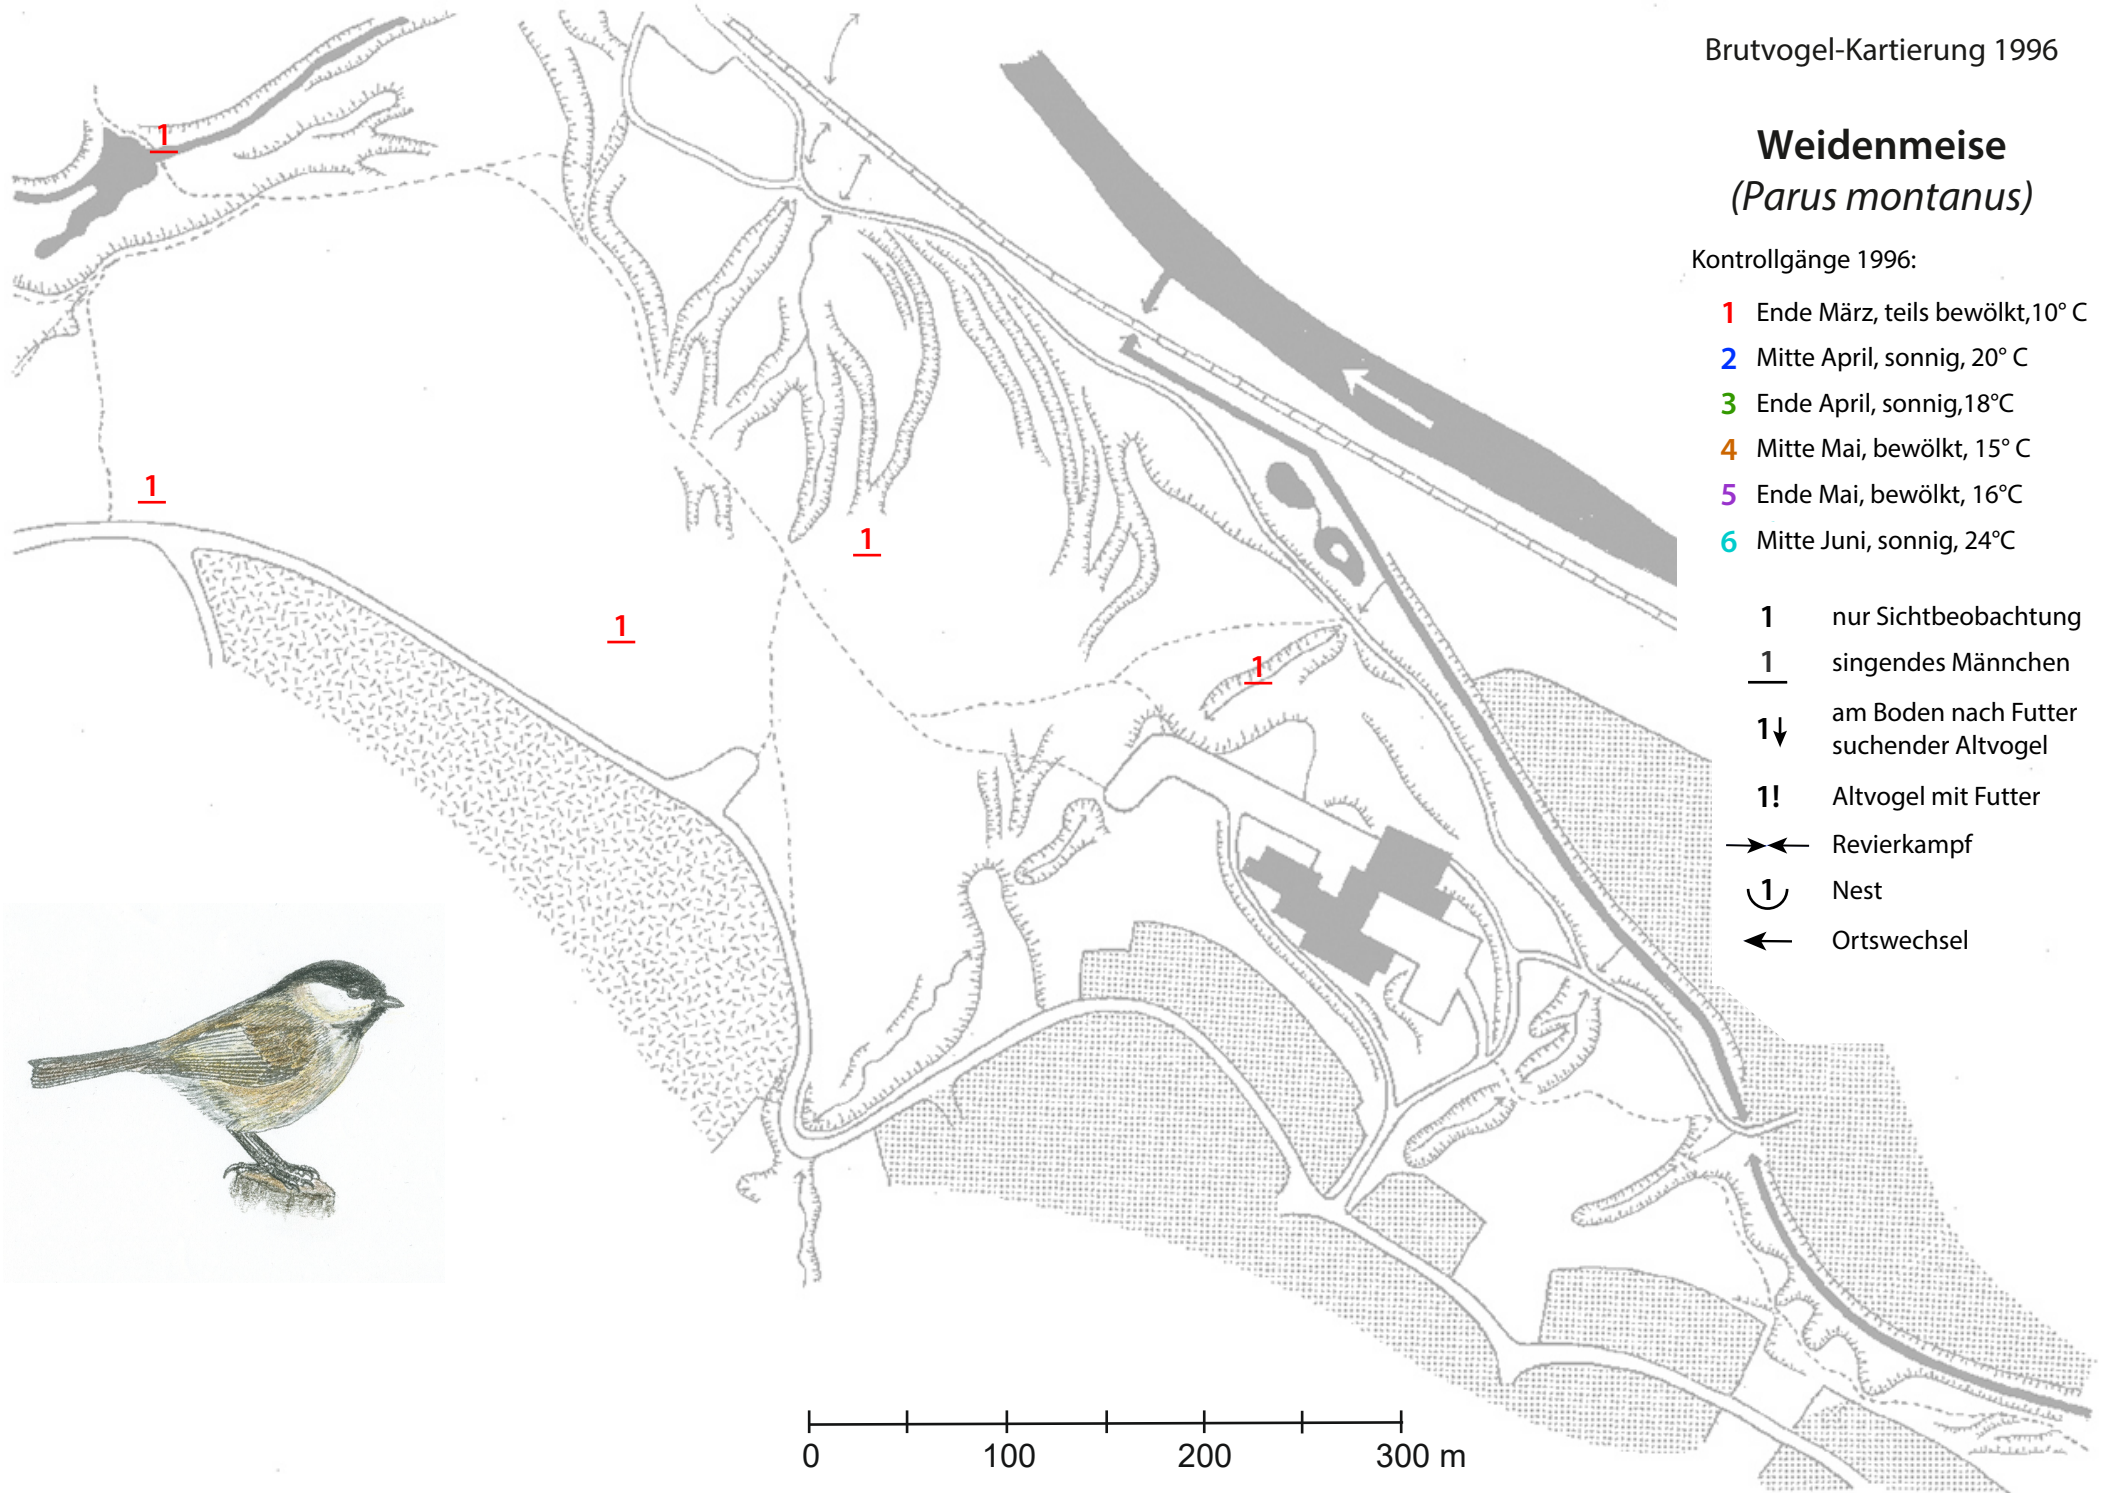 Brutvogel-Kartierung 1996
Weidenmeise
(Parus montanus)
Kontrollgänge 1996:
1 Ende März, teils bewölkt,10° C
2 Mitte April, sonnig, 20° C
3 Ende April, sonnig,18°C
4 Mitte Mai, bewölkt, 15° C
5 Ende Mai, bewölkt, 16°C
6 Mitte Juni, sonnig, 24°C
1 nur Sichtbeobachtung
1 singendes Männchen
1 am Boden nach Futter
suchender Altvogel
1! Altvogel mit Futter
Revierkampf
1 Nest
Ortswechsel
1
1
1
1
1
0 100 200 300 m